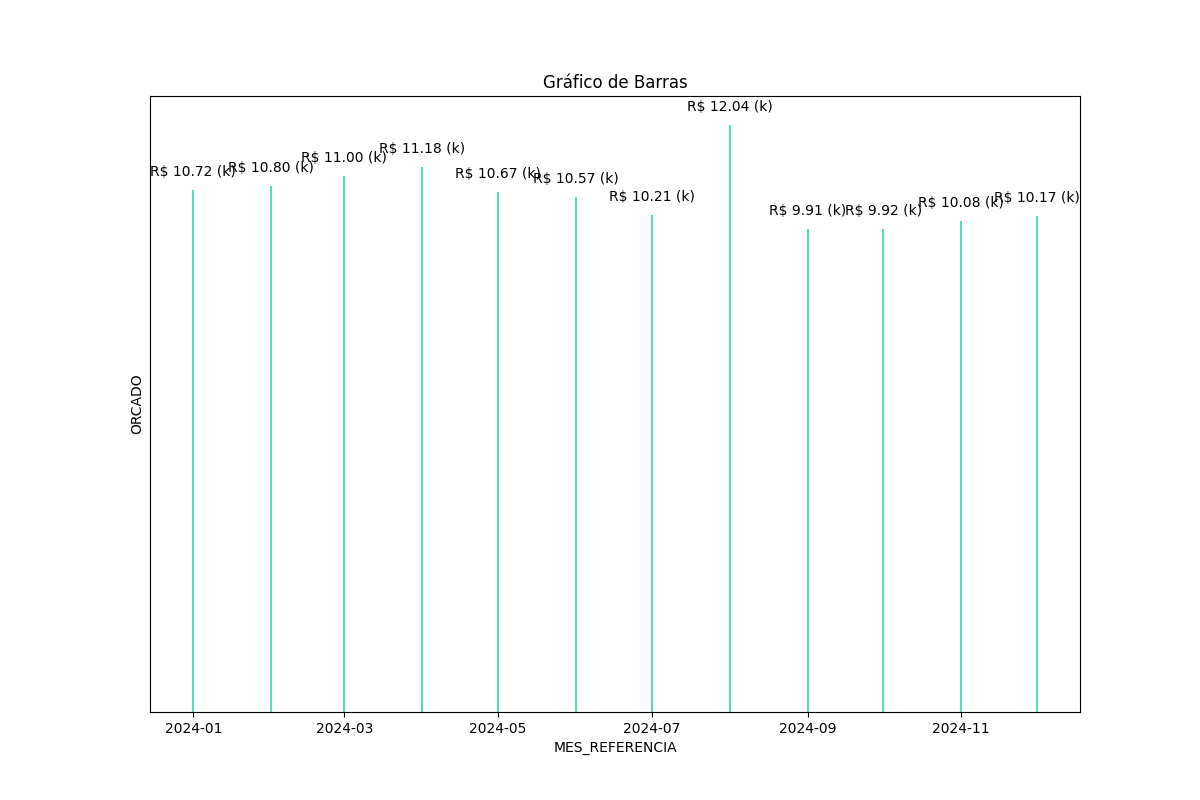 Gráfico de Barras
R$ 12.04 (k)
R$ 11.18 (k)
R$ 11.00 (k)
R$ 10.80 (k)
R$ 10.72 (k)
R$ 10.67 (k)
R$ 10.57 (k)
R$ 10.21 (k)
R$ 10.17 (k)
R$ 10.08 (k)
R$ 9.91 (k)
R$ 9.92 (k)
ORCADO
2024-01 2024-03 2024-05 2024-07 2024-09 2024-11
MES_REFERENCIA